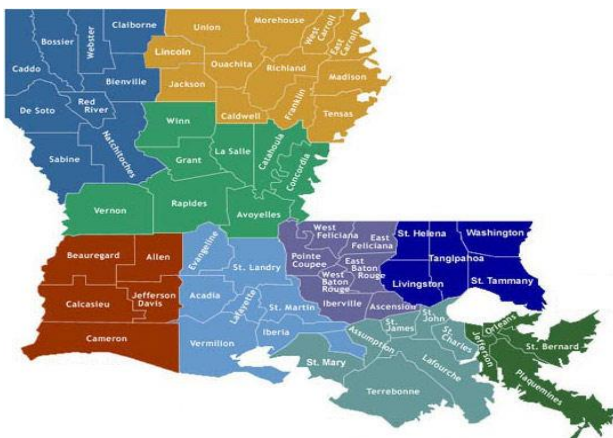 Claiborne
Union
Morehouse
West
Carroll
East
Carroll
Bossier
Webster
Caddo
Lincoln
Ouachita
Richland
Madison
Bienville
Jackson
De Soto
Red
River
Caldwell
Franklin
Tensas
Winn
Natchitoches
Sabine
Grant
La Salle
Catahoula
Concordia
Vernon
Rapides
Avoyelles
Beauregard
Allen
Evangeline
St. Landry
West
Feliciana
East
Feliciana
Pointe
Coupee
West
Baton
Rouge
East
Baton
Rouge
St. Helena
Washington
Tanglpahoa
Livingston
St. Tammany
Calcasieu
Jefferson
Davis
Acadia
Lafayette
St. Martin
Iberville
Ascension
Cameron
Vermilion
Iberia
St. Mary
Assumption
St.
James
St.
John
St.
Charles
Lafourche
Terrebonne
Jefferson
Orleans
St. Bernard
Plaquemines